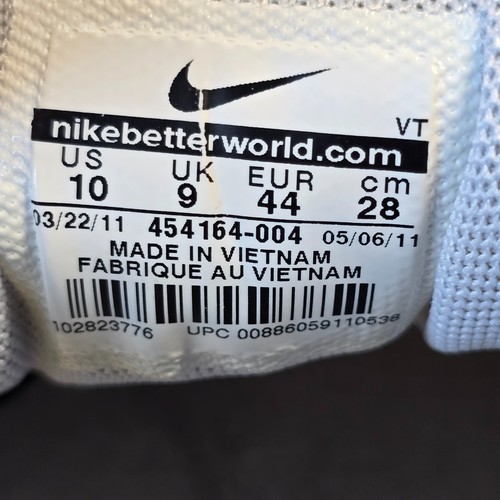 VT
nikebetterworld.com
US UK EUR cm
10 9 44 28
03/22/11 454164-004 05/06/11
MADE IN VIETNAM
FABRIQUE AU VIETNAM
102823776 UPC 00886059110538